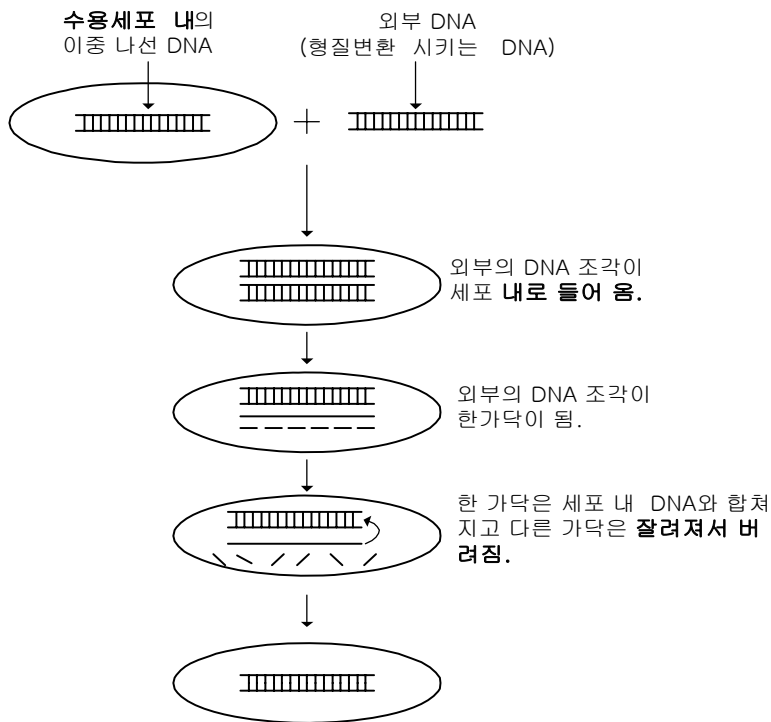 수용세포 내의
이중 나선 DNA
외부 DNA
(형질변환 시키는 DNA)
외부의 DNA 조각이
세포 내로 들어 옴.
외부의 DNA 조각이
한가닥이 됨.
한 가닥은 세포 내 DNA와 합쳐
지고 다른 가닥은 잘려져서 버
려짐.